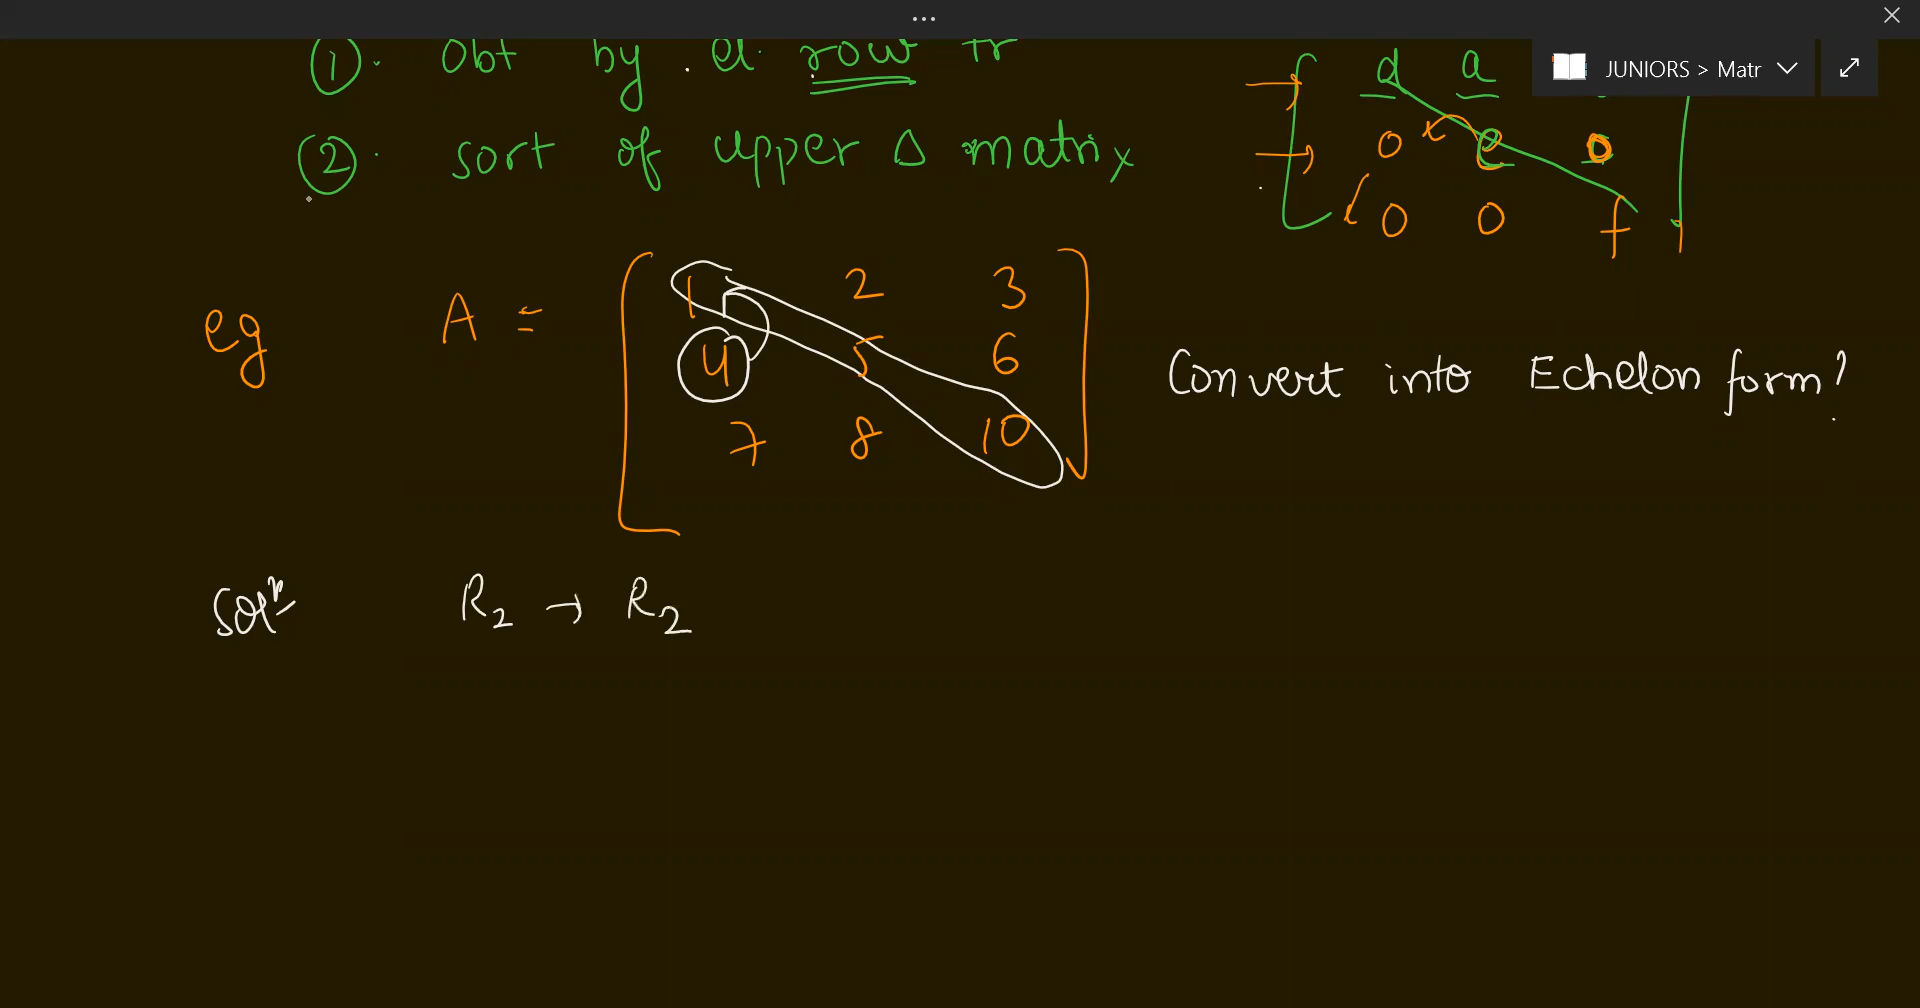 ...
JUNIORS > Matr
①. Obt by el. row tr
②. sort of upper Δ matrix
d a
0 e 0
0 0 f
eg A = [ 1 2 3
4 5 6
7 8 10 ]
Convert into Echelon form?
Solⁿ R₂ → R₂